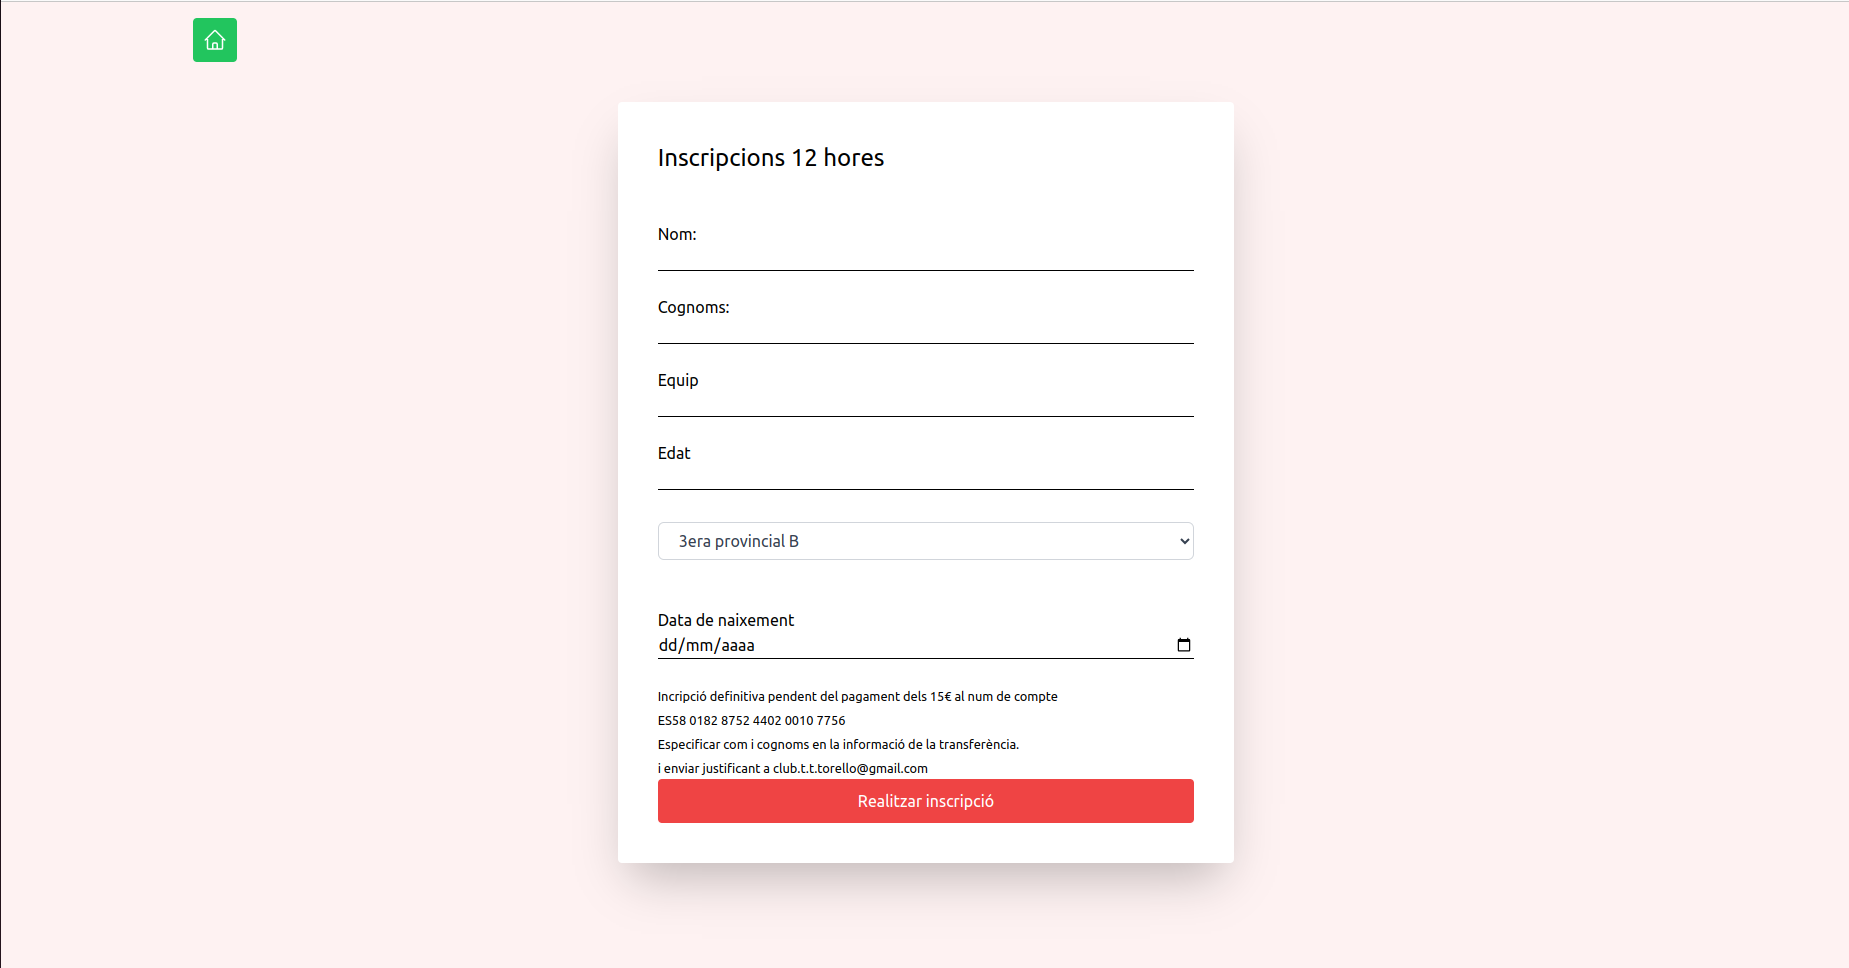 Inscripcions 12 hores
Nom:
Cognoms:
Equip
Edat
3era provincial B
Data de naixement
dd/mm/aaaa
Incripció definitiva pendent del pagament dels 15€ al num de compte
ES58 0182 8752 4402 0010 7756
Especificar com i cognoms en la informació de la transferència.
i enviar justificant a club.t.t.torello@gmail.com
Realitzar inscripció